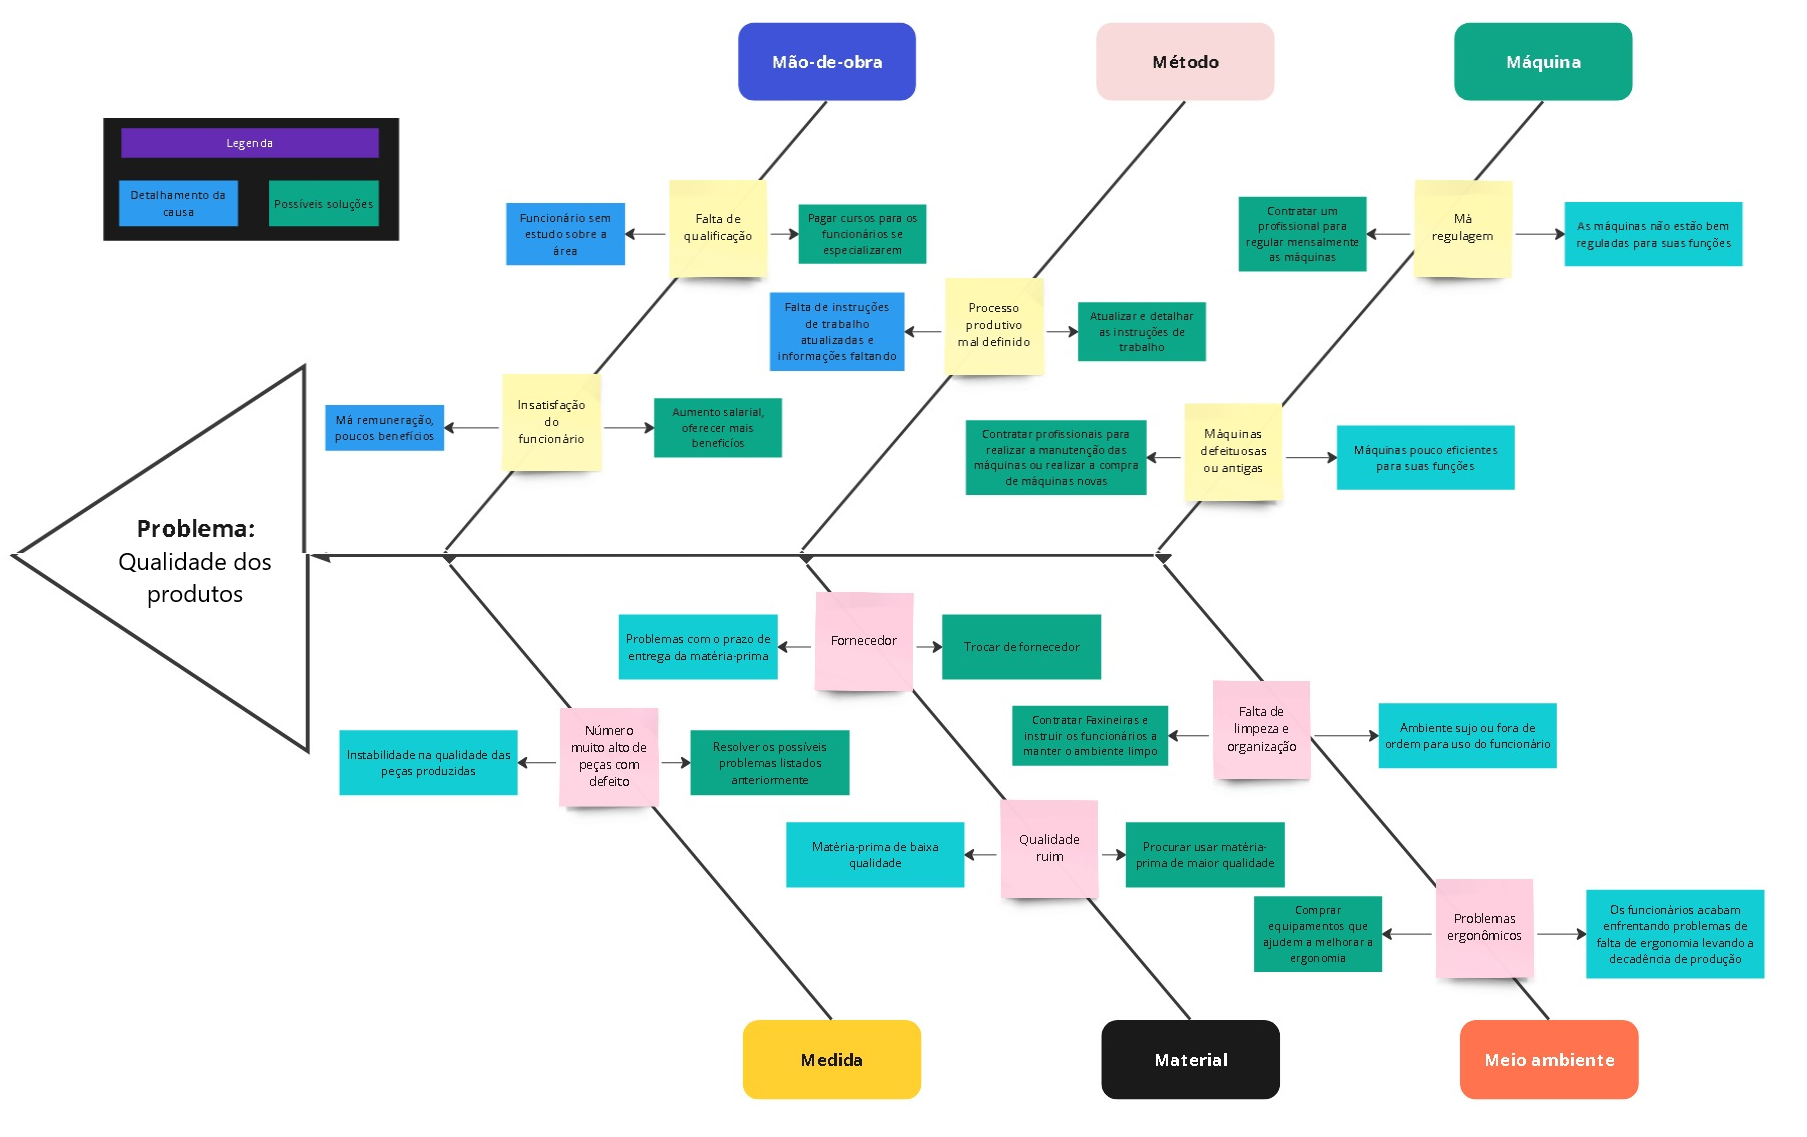 Mão-de-obra
Método
Máquina
Legenda
Detalhamento da
causa
Possíveis soluções
Funcionário sem
estudo sobre a
área
Falta de
qualificação
Pagar cursos para os
funcionários se
especializarem
Contratar um
profissional para
regular mensalmente
as máquinas
Má
regulagem
As máquinas não estão bem
reguladas para suas funções
Falta de instruções
de trabalho
atualizadas e
informações faltando
Processo
produtivo
mal definido
Atualizar e detalhar
as instruções de
trabalho
Má remuneração,
poucos benefícios
Insatisfação
do
funcionário
Aumento salarial,
oferecer mais
benefícios
Contratar profissionais para
realizar a manutenção das
máquinas ou realizar a compra
de máquinas novas
Máquinas
defeituosas
ou antigas
Máquinas pouco eficientes
para suas funções
Problema:
Qualidade dos
produtos
Problemas com o prazo de
entrega da matéria-prima
Fornecedor
Trocar de fornecedor
Instabilidade na qualidade das
peças produzidas
Número
muito alto de
peças com
defeito
Resolver os possíveis
problemas listados
anteriormente
Contratar Faxineiras e
instruir os funcionários a
manter o ambiente limpo
Falta de
limpeza e
organização
Ambiente sujo ou fora de
ordem para uso do funcionário
Matéria-prima de baixa
qualidade
Qualidade
ruim
Procurar usar matéria-
prima de maior qualidade
Comprar
equipamentos que
ajudem a melhorar a
ergonomia
Problemas
ergonômicos
Os funcionários acabam
enfrentando problemas de
falta de ergonomia levando a
decadência de produção
Medida
Material
Meio ambiente